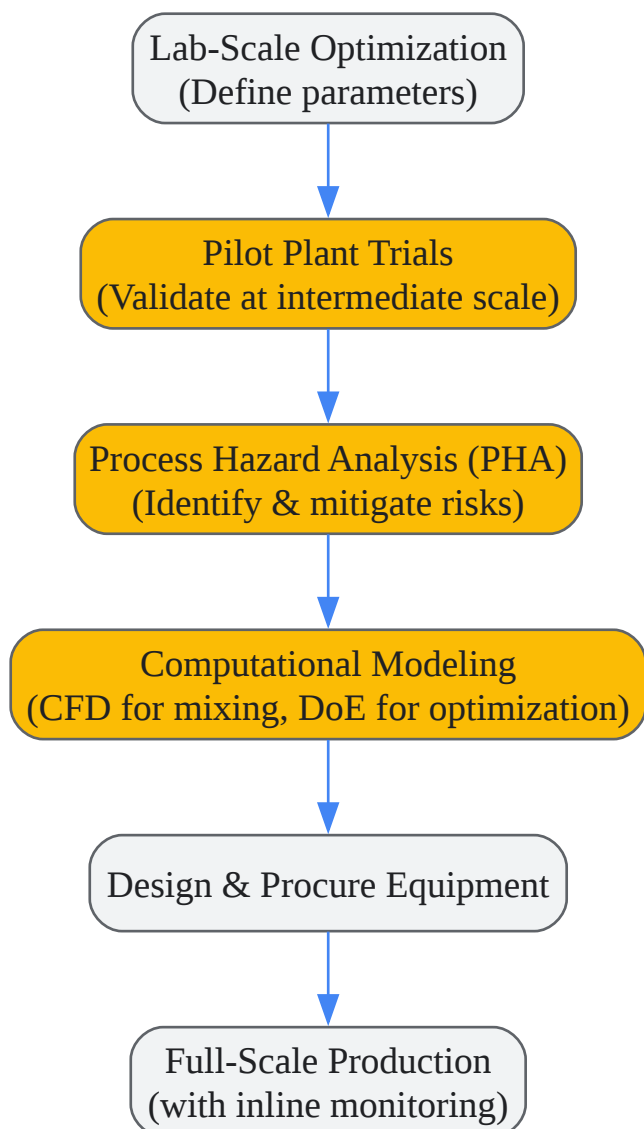 Lab-Scale Optimization
(Define parameters)
Pilot Plant Trials
(Validate at intermediate scale)
Process Hazard Analysis (PHA)
(Identify & mitigate risks)
Computational Modeling
(CFD for mixing, DoE for optimization)
Design & Procure Equipment
Full-Scale Production
(with inline monitoring)